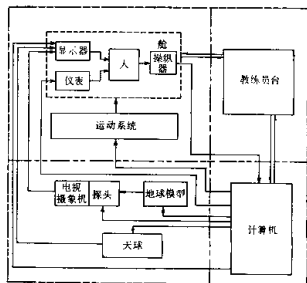 舱
显示器
人
操纵
器
仪表
教练员台
运动系统
电视
摄象机
探头
地球模型
计算机
天球